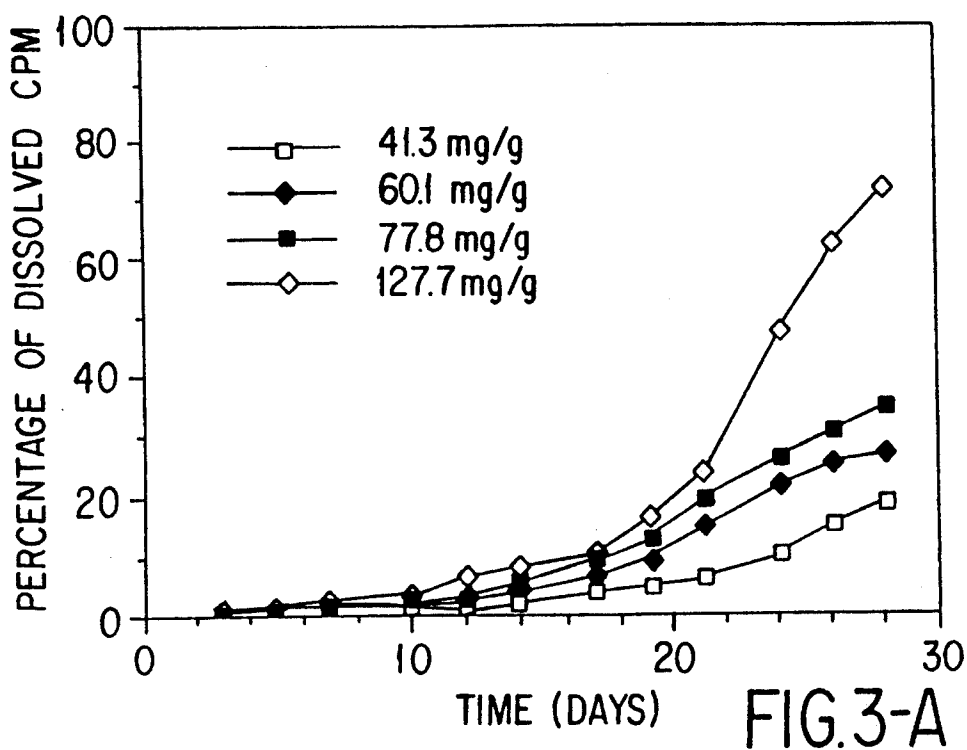 PERCENTAGE OF DISSOLVED CPM
100
80
60
40
20
0
41.3 mg/g
60.1 mg/g
77.8 mg/g
127.7 mg/g
0 10 20 30
TIME (DAYS)
FIG.3-A